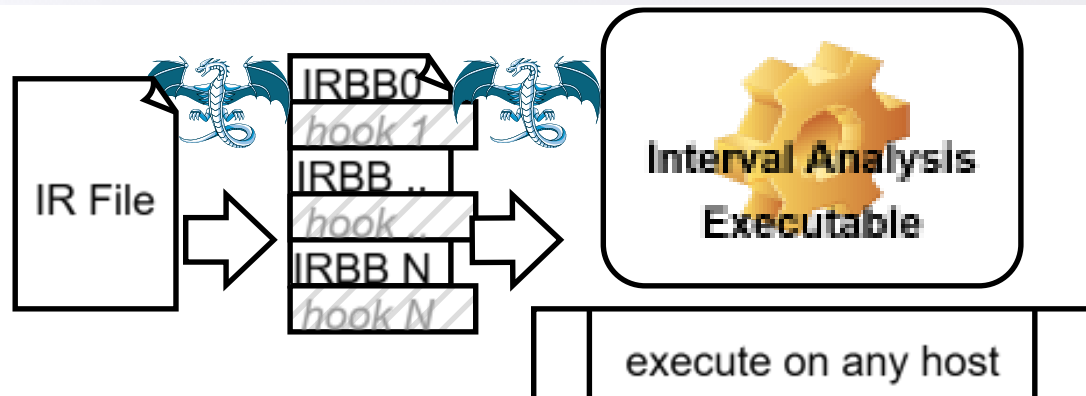 IR File
IRBB0
hook 1
IRBB ..
hook ..
IRBB N
hook N
Interval Analysis
Executable
execute on any host